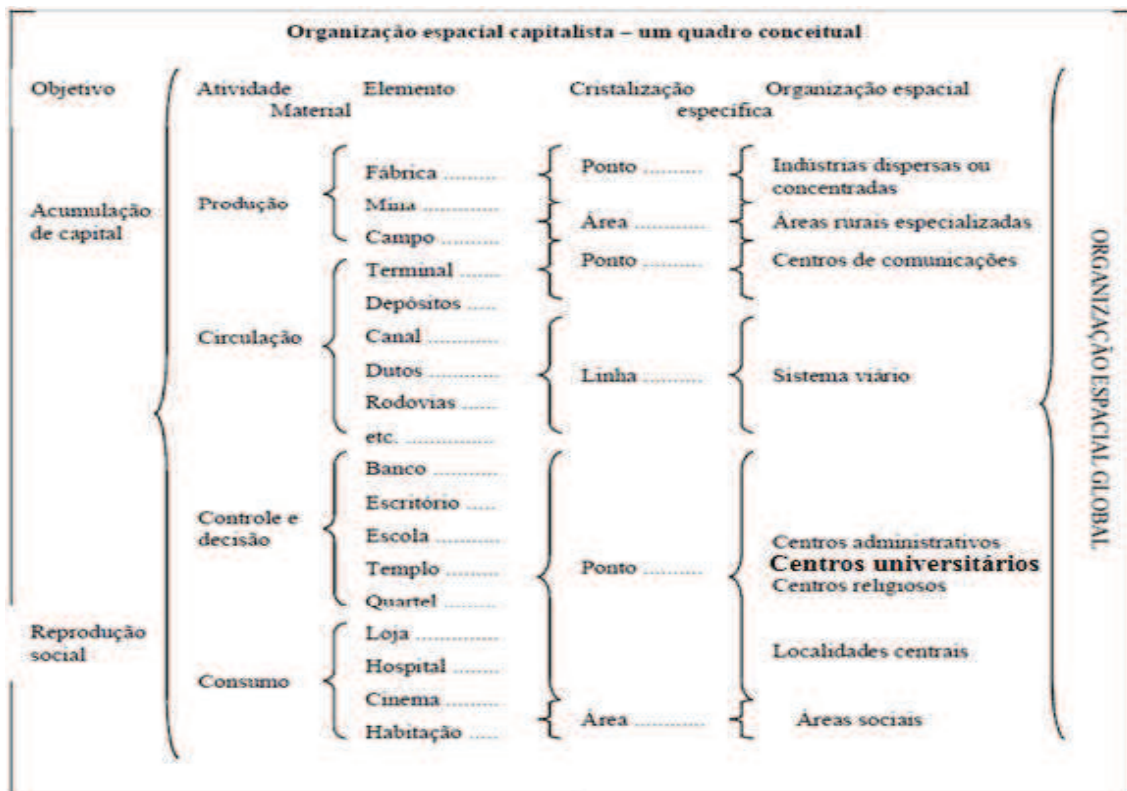 Organização espacial capitalista – um quadro conceitual
Objetivo Atividade Elemento Cristalização Organização espacial
Material específica
Fábrica .......... Ponto .......... Indústrias dispersas ou
concentradas
Acumulação
de capital
Produção Mina ............. Área ........... Áreas rurais especializadas
Campo .......... Ponto .......... Centros de comunicações
Terminal .......
Depósitos ......
Circulação Canal ............
Dutos ............ Linha .......... Sistema viário
Rodovias .......
etc. ................
Banco ...........
Escritório ......
Controle e
decisão
Escola ...........
Templo ......... Ponto ........... Centros administrativos
Centros universitários
Centros religiosos
Quartel ..........
Reprodução
social
Loja ..............
Hospital ........ Localidades centrais
Consumo Cinema .........
Habitação ..... Área ............ Áreas sociais
ORGANIZAÇÃO ESPACIAL GLOBAL